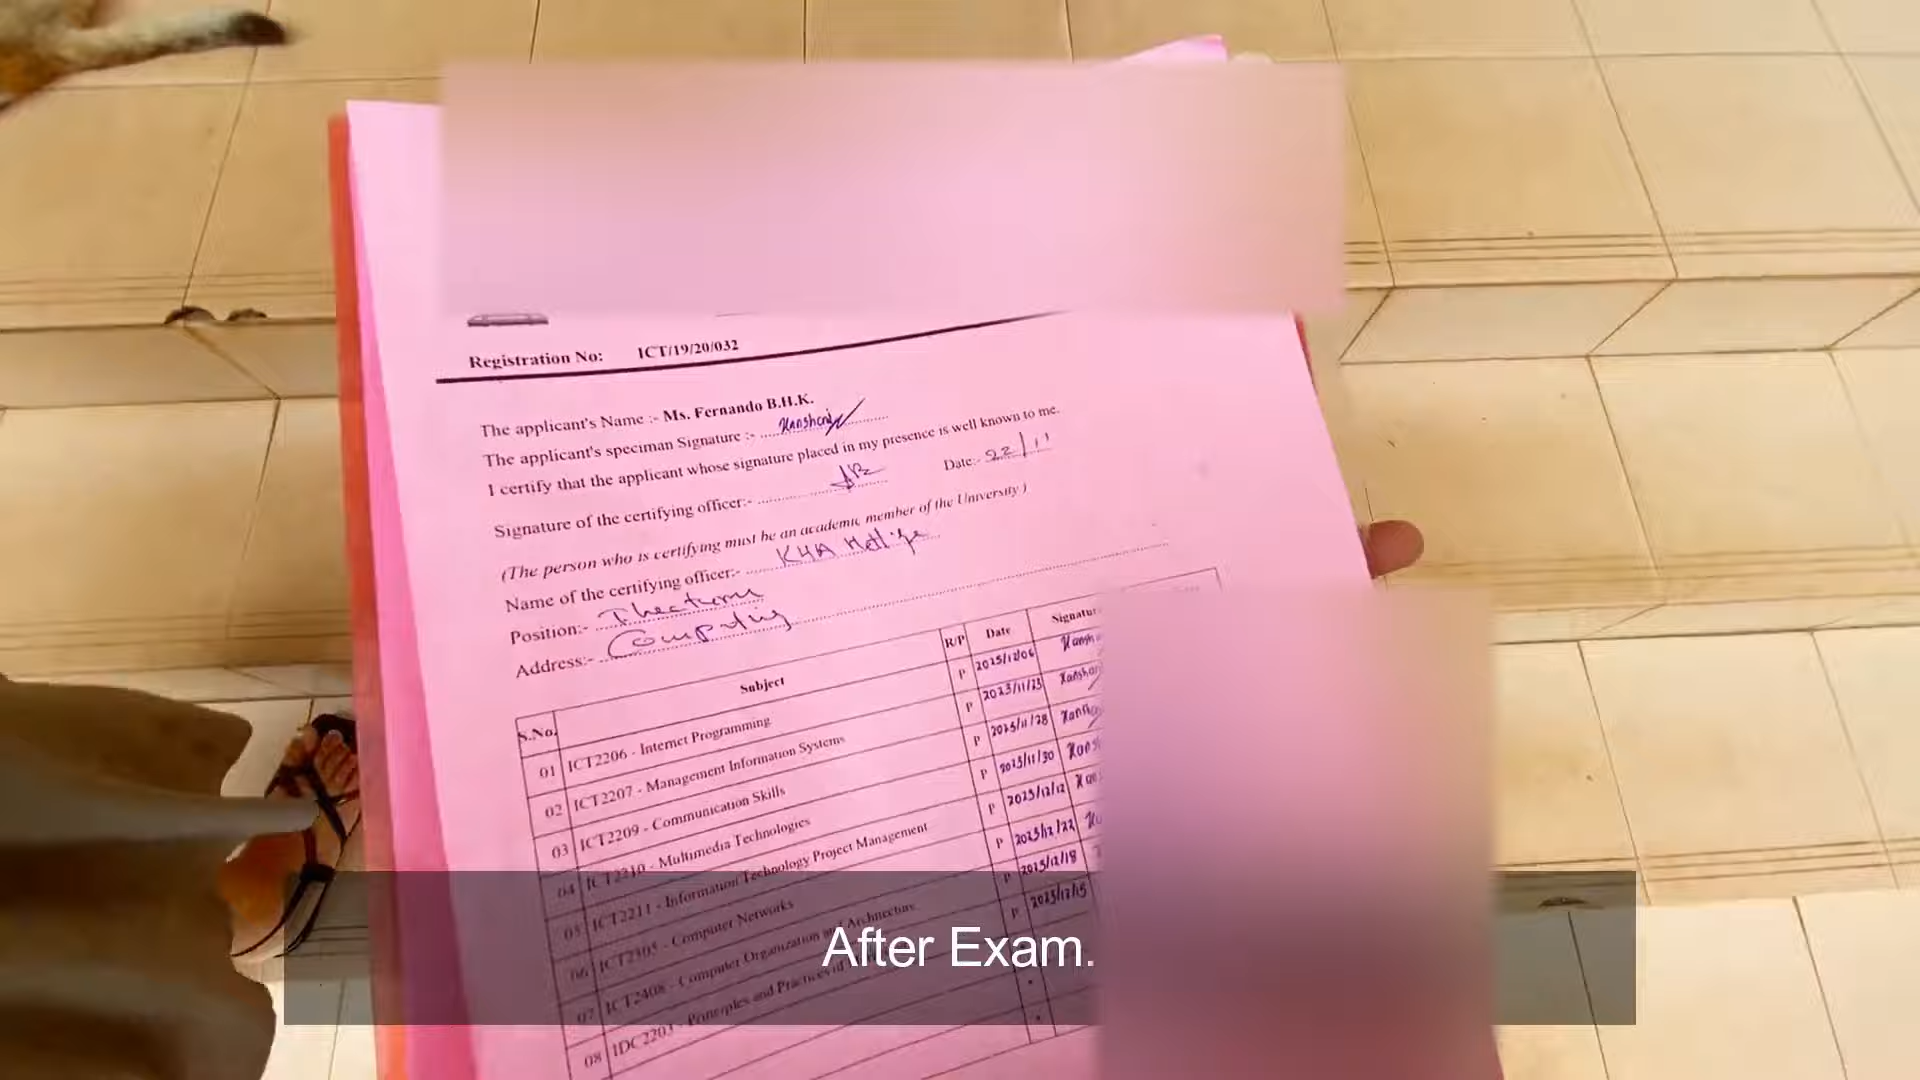 Registration No: ICT/19/20/032
The applicant's Name :- Ms. Fernando B.H.K.
The applicant's speciman Signature :-
I certify that the applicant whose signature placed in my presence is well known to me.
Signature of the certifying officer:- Date:- 22/11
(The person who is certifying must be an academic member of the University )
Name of the certifying officer:- KHA
Position:-
Address:- Computing
S.No. Subject R/P Date
01 ICT2206 - Internet Programming P 2023/12/06
02 ICT2207 - Management Information Systems P 2023/11/23
03 ICT2209 - Communication Skills P 2023/11/28
04 ICT2210 - Multimedia Technologies P 2023/11/30
05 ICT2211 - Information Technology Project Management P 2023/12/12
06 ICT2305 - Computer Networks P 2023/12/22
07 ICT2408 - Computer Organization and Architecture P 2023/12/18
08 IDC2203 - Principles and Practices of P 2023/12/15
After Exam.